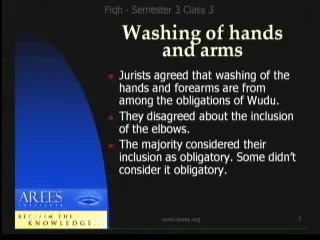 Fiqh - Semester 3 Class 3
Washing of hands
and arms
Jurists agreed that washing of the
hands and forearms are from
among the obligations of Wudu.
They disagreed about the inclusion
of the elbows.
The majority considered their
inclusion as obligatory. Some didn't
consider it obligatory.
AREES
INSTITUTE
RECLAIM THE
KNOWLEDGE...
www.arees.org
3